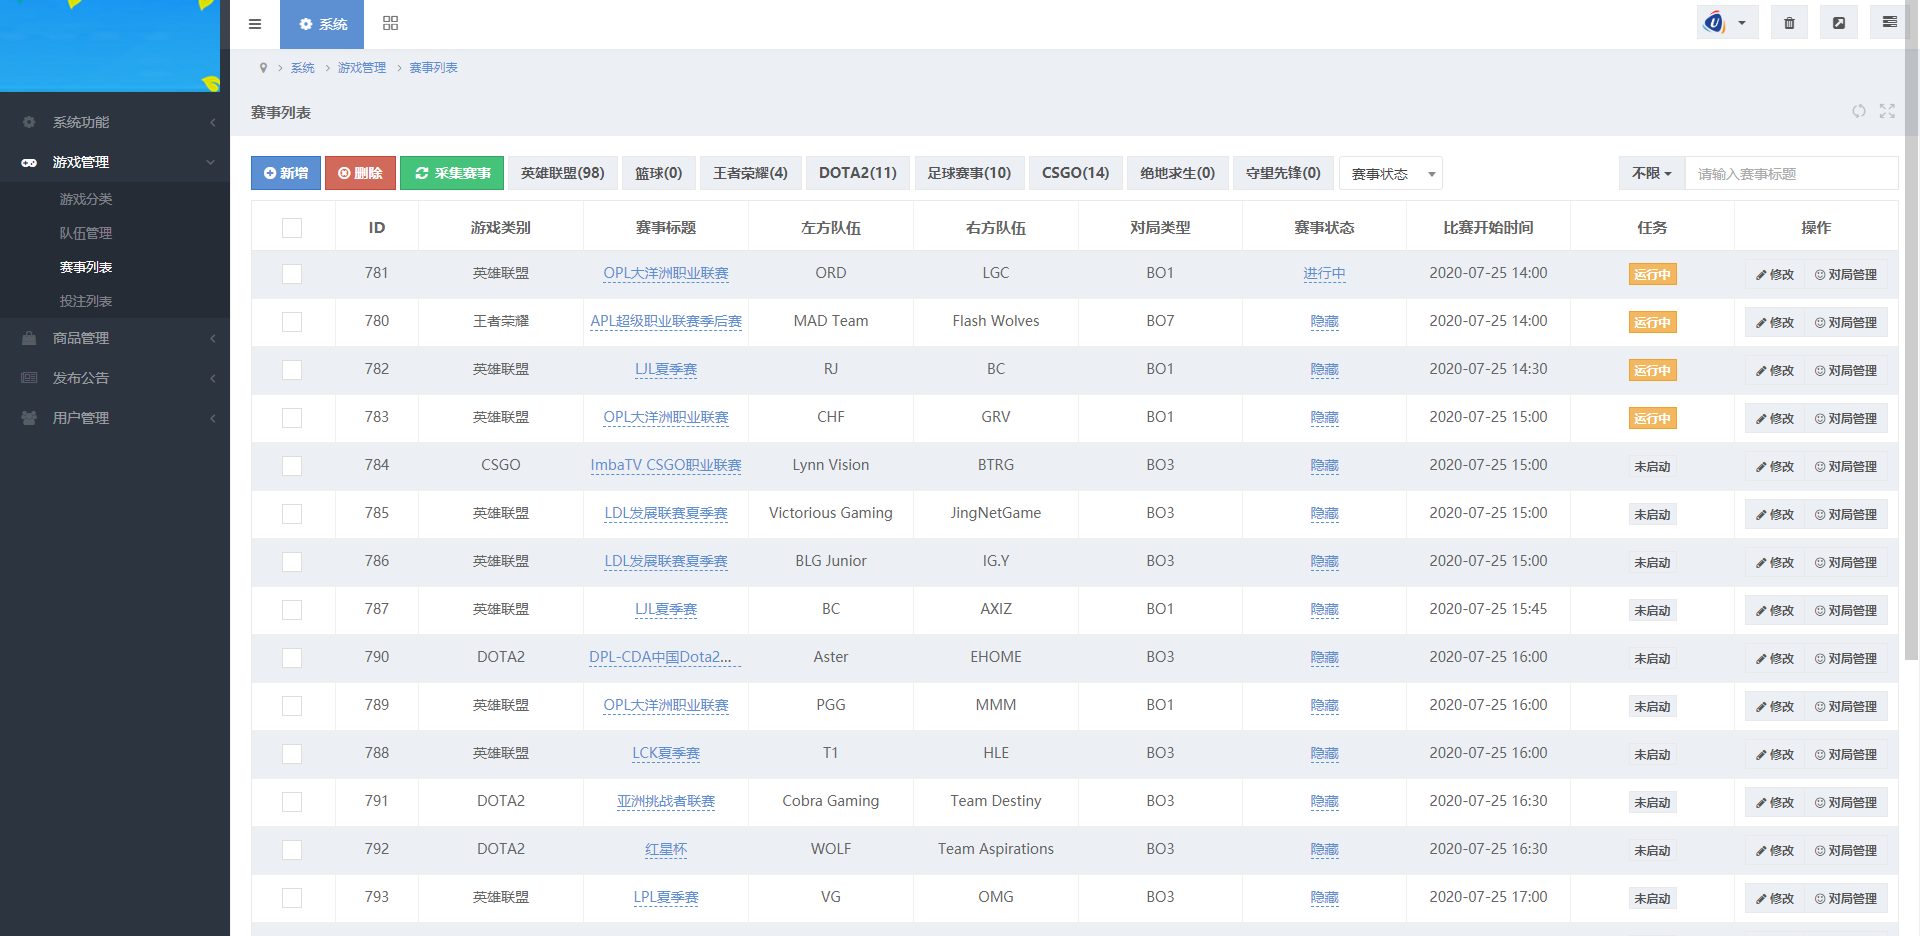 系统
系统 游戏管理 赛事列表
赛事列表
系统功能
游戏管理
游戏分类
队伍管理
赛事列表
投注列表
商品管理
发布公告
用户管理
新增 删除 采集赛事 英雄联盟(98) 篮球(0) 王者荣耀(4) DOTA2(11) 足球赛事(10) CSGO(14) 绝地求生(0) 守望先锋(0) 赛事状态 不限 请输入赛事标题
ID 游戏类别 赛事标题 左方队伍 右方队伍 对局类型 赛事状态 比赛开始时间 任务 操作
781 英雄联盟 OPL大洋洲职业联赛 ORD LGC BO1 进行中 2020-07-25 14:00 运行中 修改 对局管理
780 王者荣耀 APL超级职业联赛季后赛 MAD Team Flash Wolves BO7 隐藏 2020-07-25 14:00 运行中 修改 对局管理
782 英雄联盟 LJL夏季赛 RJ BC BO1 隐藏 2020-07-25 14:30 运行中 修改 对局管理
783 英雄联盟 OPL大洋洲职业联赛 CHF GRV BO1 隐藏 2020-07-25 15:00 运行中 修改 对局管理
784 CSGO ImbaTV CSGO职业联赛 Lynn Vision BTRG BO3 隐藏 2020-07-25 15:00 未启动 修改 对局管理
785 英雄联盟 LDL发展联赛夏季赛 Victorious Gaming JingNetGame BO3 隐藏 2020-07-25 15:00 未启动 修改 对局管理
786 英雄联盟 LDL发展联赛夏季赛 BLG Junior IG.Y BO3 隐藏 2020-07-25 15:00 未启动 修改 对局管理
787 英雄联盟 LJL夏季赛 BC AXIZ BO1 隐藏 2020-07-25 15:45 未启动 修改 对局管理
790 DOTA2 DPL-CDA中国Dota2... Aster EHOME BO3 隐藏 2020-07-25 16:00 未启动 修改 对局管理
789 英雄联盟 OPL大洋洲职业联赛 PGG MMM BO1 隐藏 2020-07-25 16:00 未启动 修改 对局管理
788 英雄联盟 LCK夏季赛 T1 HLE BO3 隐藏 2020-07-25 16:00 未启动 修改 对局管理
791 DOTA2 亚洲挑战者联赛 Cobra Gaming Team Destiny BO3 隐藏 2020-07-25 16:30 未启动 修改 对局管理
792 DOTA2 红星杯 WOLF Team Aspirations BO3 隐藏 2020-07-25 16:30 未启动 修改 对局管理
793 英雄联盟 LPL夏季赛 VG OMG BO3 隐藏 2020-07-25 17:00 未启动 修改 对局管理